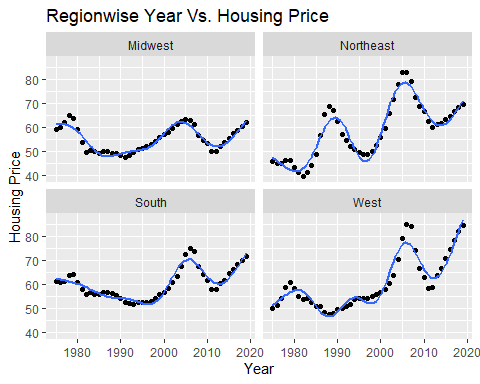 Regionwise Year Vs. Housing Price
Midwest
Northeast
80
70
60
50
40
South
West
80
70
60
50
40
Housing Price
1980 1990 2000 2010 2020
1980 1990 2000 2010 2020
Year